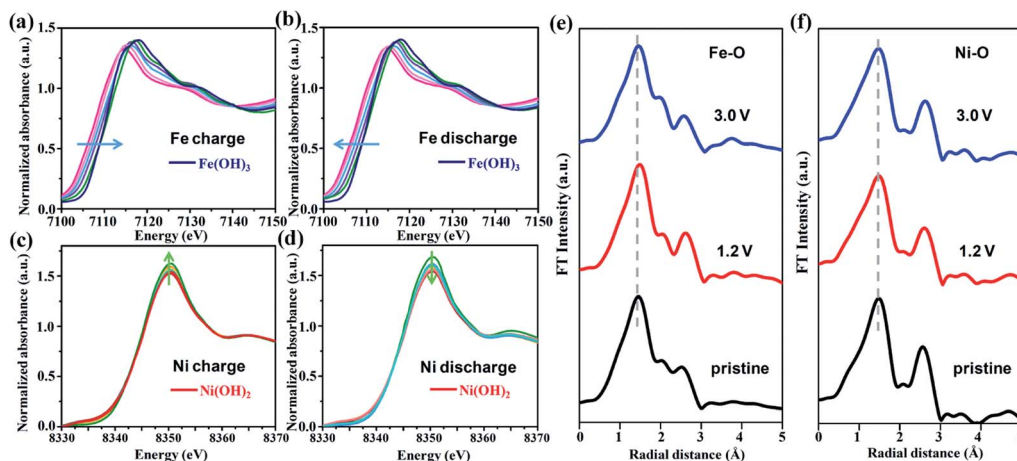 (a)
Normalized absorbance (a.u.)
1.5
1.0
0.5
0.0
Fe charge
Fe(OH)3
7100 7110 7120 7130 7140 7150
Energy (eV)
(b)
Normalized absorbance (a.u.)
1.5
1.0
0.5
0.0
Fe discharge
Fe(OH)3
7100 7110 7120 7130 7140 7150
Energy (eV)
(c)
Normalized absorbance (a.u.)
1.5
1.0
0.5
0.0
Ni charge
Ni(OH)2
8330 8340 8350 8360 8370
Energy (eV)
(d)
Normalized absorbance (a.u.)
1.5
1.0
0.5
0.0
Ni discharge
Ni(OH)2
8330 8340 8350 8360 8370
Energy (eV)
(e)
FT Intensity (a.u.)
Fe-O
3.0 V
1.2 V
pristine
0 1 2 3 4 5
Radial distance (Å)
(f)
FT Intensity (a.u.)
Ni-O
3.0 V
1.2 V
pristine
0 1 2 3 4
Radial distance (Å)